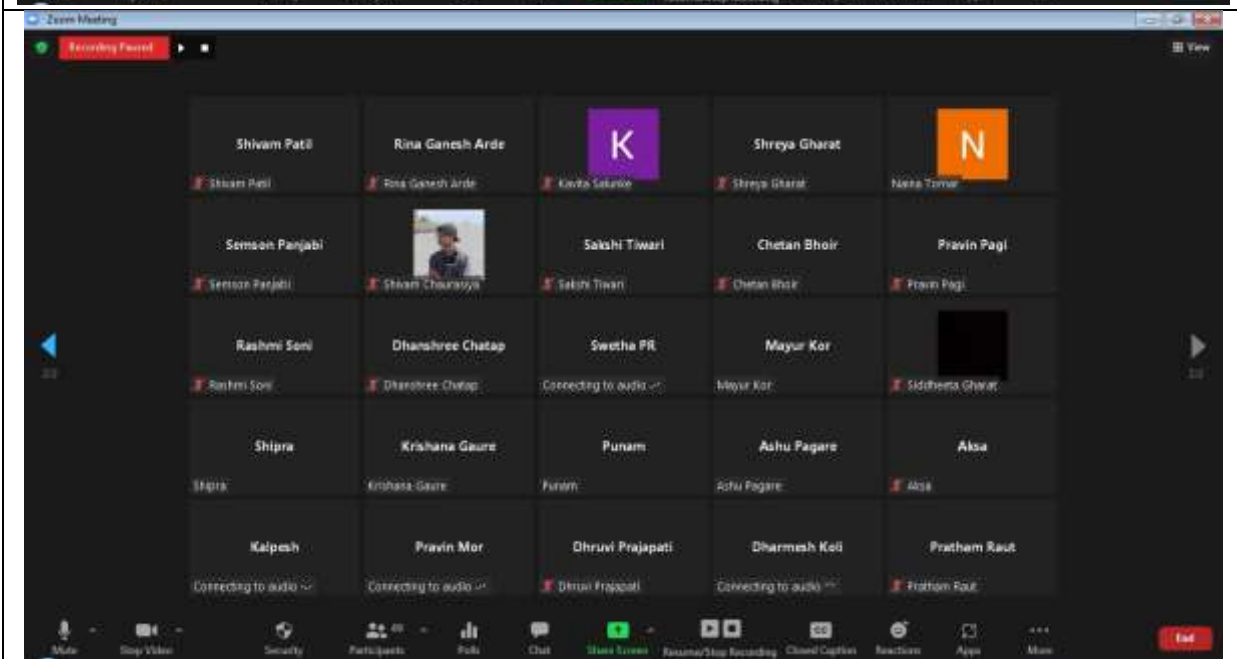 Zoom Meeting
Recording Paused
View
Shivam Patil
Rina Ganesh Arde
K
Shreya Gharat
N
Shivam Patil
Rina Ganesh Arde
Kavita Salunke
Shreya Gharat
Naina Tomar
Semson Panjabi
Sakshi Tiwari
Chetan Bhoir
Pravin Pagi
Semson Panjabi
Shivam Chaurasiya
Sakshi Tiwari
Chetan Bhoir
Pravin Pagi
Rashmi Soni
Dhanshree Chatap
Swetha PR
Mayur Kor
Rashmi Soni
Dhanshree Chatap
Connecting to audio
Mayur Kor
Siddheeta Gharat
Shipra
Krishana Gaure
Punam
Ashu Pagare
Aksa
Shipra
Krishana Gaure
Punam
Ashu Pagare
Aksa
Kalpesh
Pravin Mor
Dhruvi Prajapati
Dharmesh Koli
Pratham Raut
Connecting to audio
Connecting to audio
Dhruvi Prajapati
Connecting to audio
Pratham Raut
Mute
Stop Video
Security
Participants
Polls
Chat
Share Screen
Resume/Stop Recording
Closed Caption
Reactions
Apps
More
End